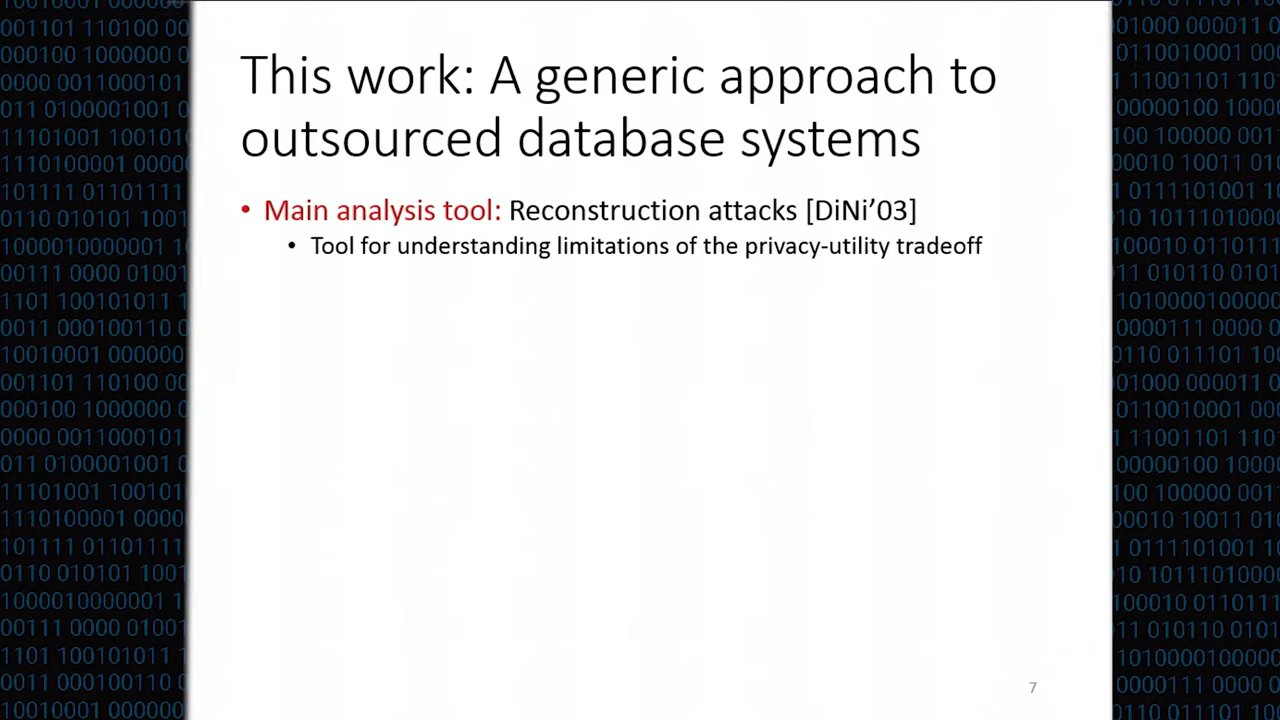 This work: A generic approach to
outsourced database systems
• Main analysis tool: Reconstruction attacks [DiNi’03]
• Tool for understanding limitations of the privacy-utility tradeoff
7